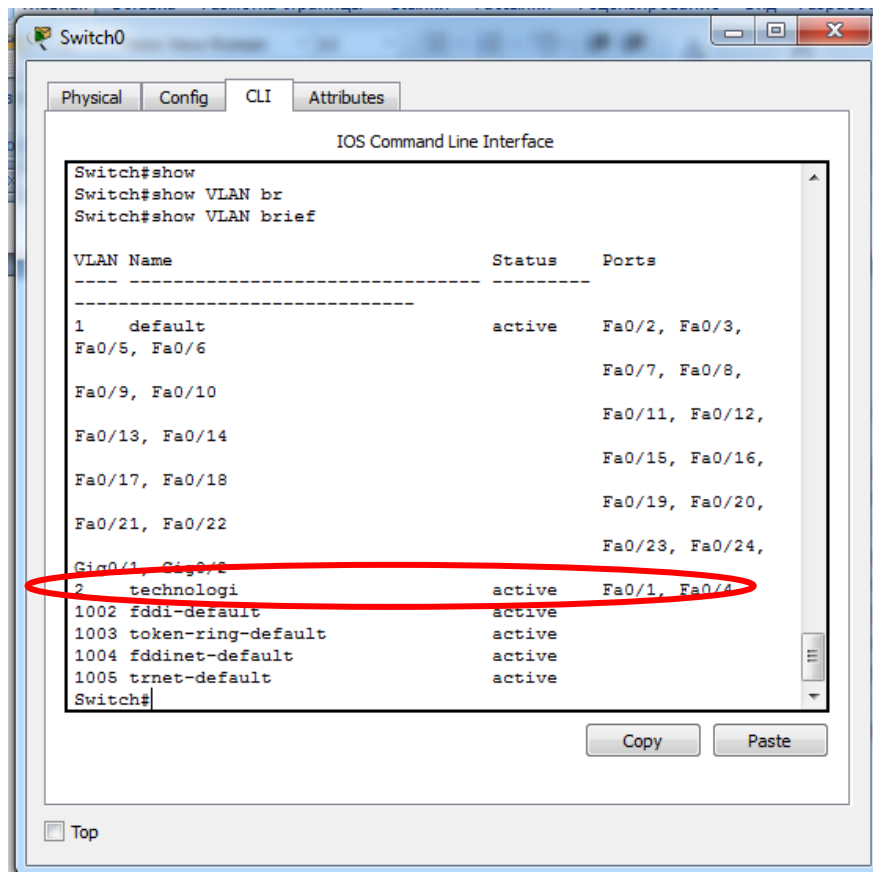 Switch0
Physical Config CLI Attributes
IOS Command Line Interface
Switch#show
Switch#show VLAN br
Switch#show VLAN brief
VLAN Name Status Ports
---- -------------------------------- ---------
-------------------------------
1 default active Fa0/2, Fa0/3,
Fa0/5, Fa0/6
Fa0/7, Fa0/8,
Fa0/9, Fa0/10
Fa0/11, Fa0/12,
Fa0/13, Fa0/14
Fa0/15, Fa0/16,
Fa0/17, Fa0/18
Fa0/19, Fa0/20,
Fa0/21, Fa0/22
Fa0/23, Fa0/24,
Gig0/1, Gig0/2
2 technologi active Fa0/1, Fa0/4
1002 fddi-default active
1003 token-ring-default active
1004 fddinet-default active
1005 trnet-default active
Switch#
Copy Paste
Top